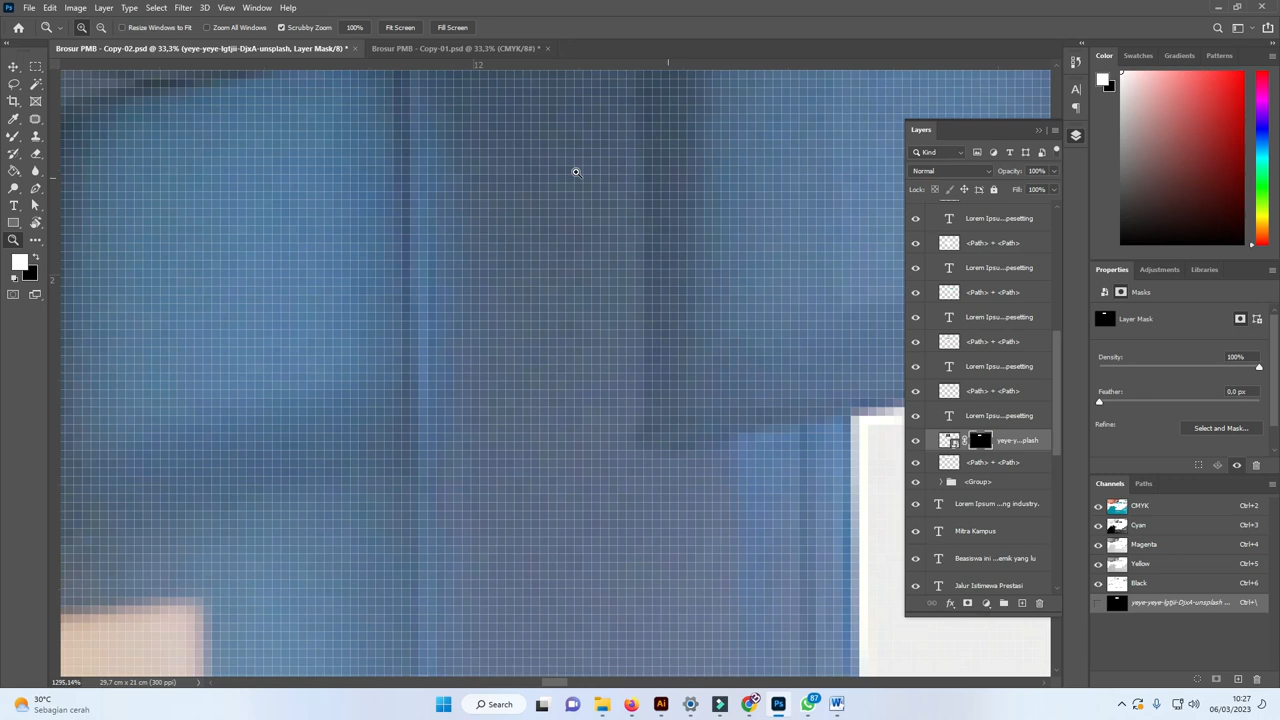 File Edit Image Layer Type Select Filter 3D View Window Help
Resize Windows to Fit Zoom All Windows Scrubby Zoom 100% Fit Screen Fill Screen
Brosur PMB - Copy-02.psd @ 33,3% (yeye-yeye-Igtjii-DjxA-unsplash, Layer Mask/8) * Brosur PMB - Copy-01.psd @ 33,3% (CMYK/8#) *
12
2
Layers
Kind
Normal Opacity: 100%
Lock: Fill: 100%
Lorem Ipsu...pesetting
<Path> + <Path>
Lorem Ipsu...pesetting
<Path> + <Path>
Lorem Ipsu...pesetting
<Path> + <Path>
Lorem Ipsu...pesetting
<Path> + <Path>
Lorem Ipsu...pesetting
yeye-y...plash
<Path> + <Path>
<Group>
Lorem Ipsum ...ng industry.
Mitra Kampus
Beasiswa ini ...emik yang lu
Jalur Istimewa Prestasi
Color Swatches Gradients Patterns
Properties Adjustments Libraries
Masks
Layer Mask
Density: 100%
Feather: 0.0 px
Refine: Select and Mask...
Channels Paths
CMYK Ctrl+2
Cyan Ctrl+3
Magenta Ctrl+4
Yellow Ctrl+5
Black Ctrl+6
yeye-yeye-Igtjii-DjxA-unsplash ... Ctrl+\
1295,14% 29,7 cm x 21 cm (300 ppi)
30°C
Sebagian cerah
Search
87
10:27
06/03/2023